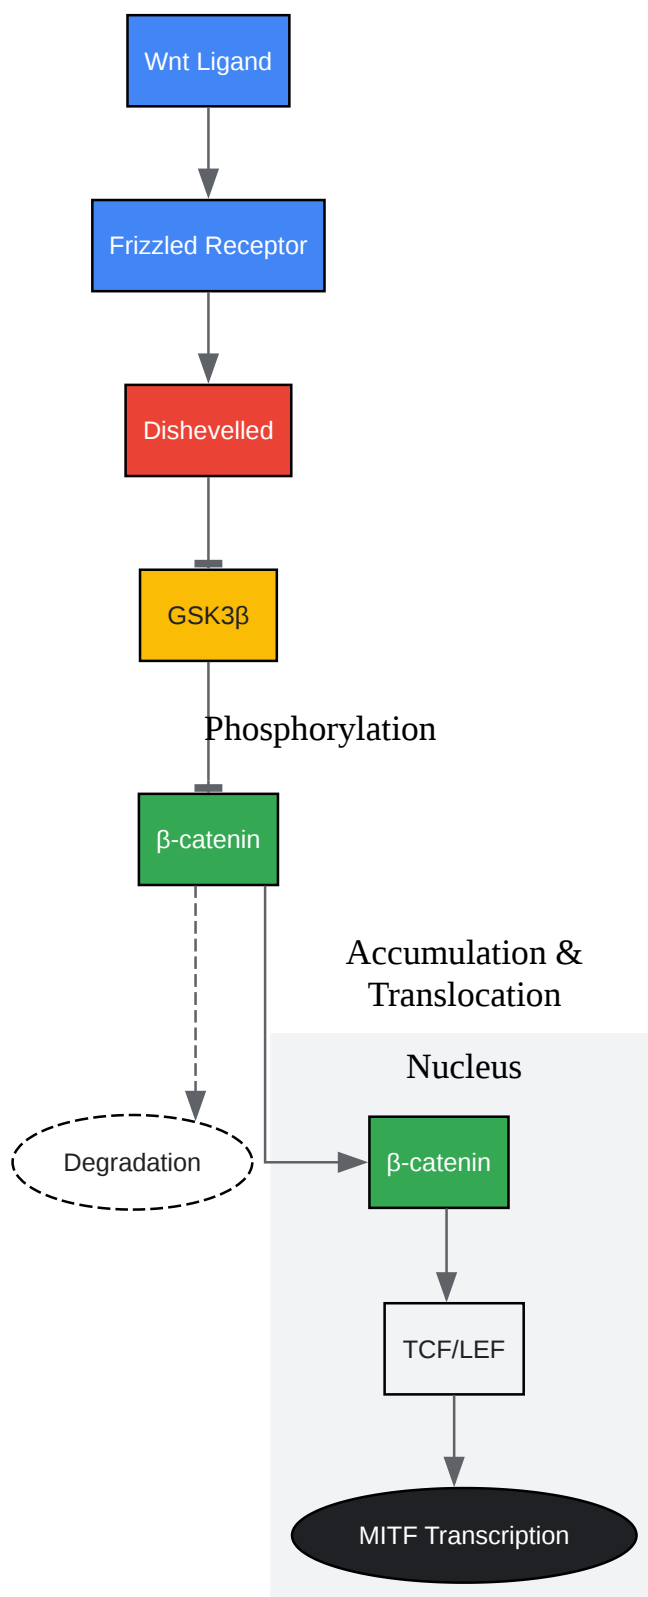 Wnt Ligand
Frizzled Receptor
Dishevelled
GSK3β
Phosphorylation
β-catenin
Accumulation &
Translocation
Nucleus
Degradation
β-catenin
TCF/LEF
MITF Transcription